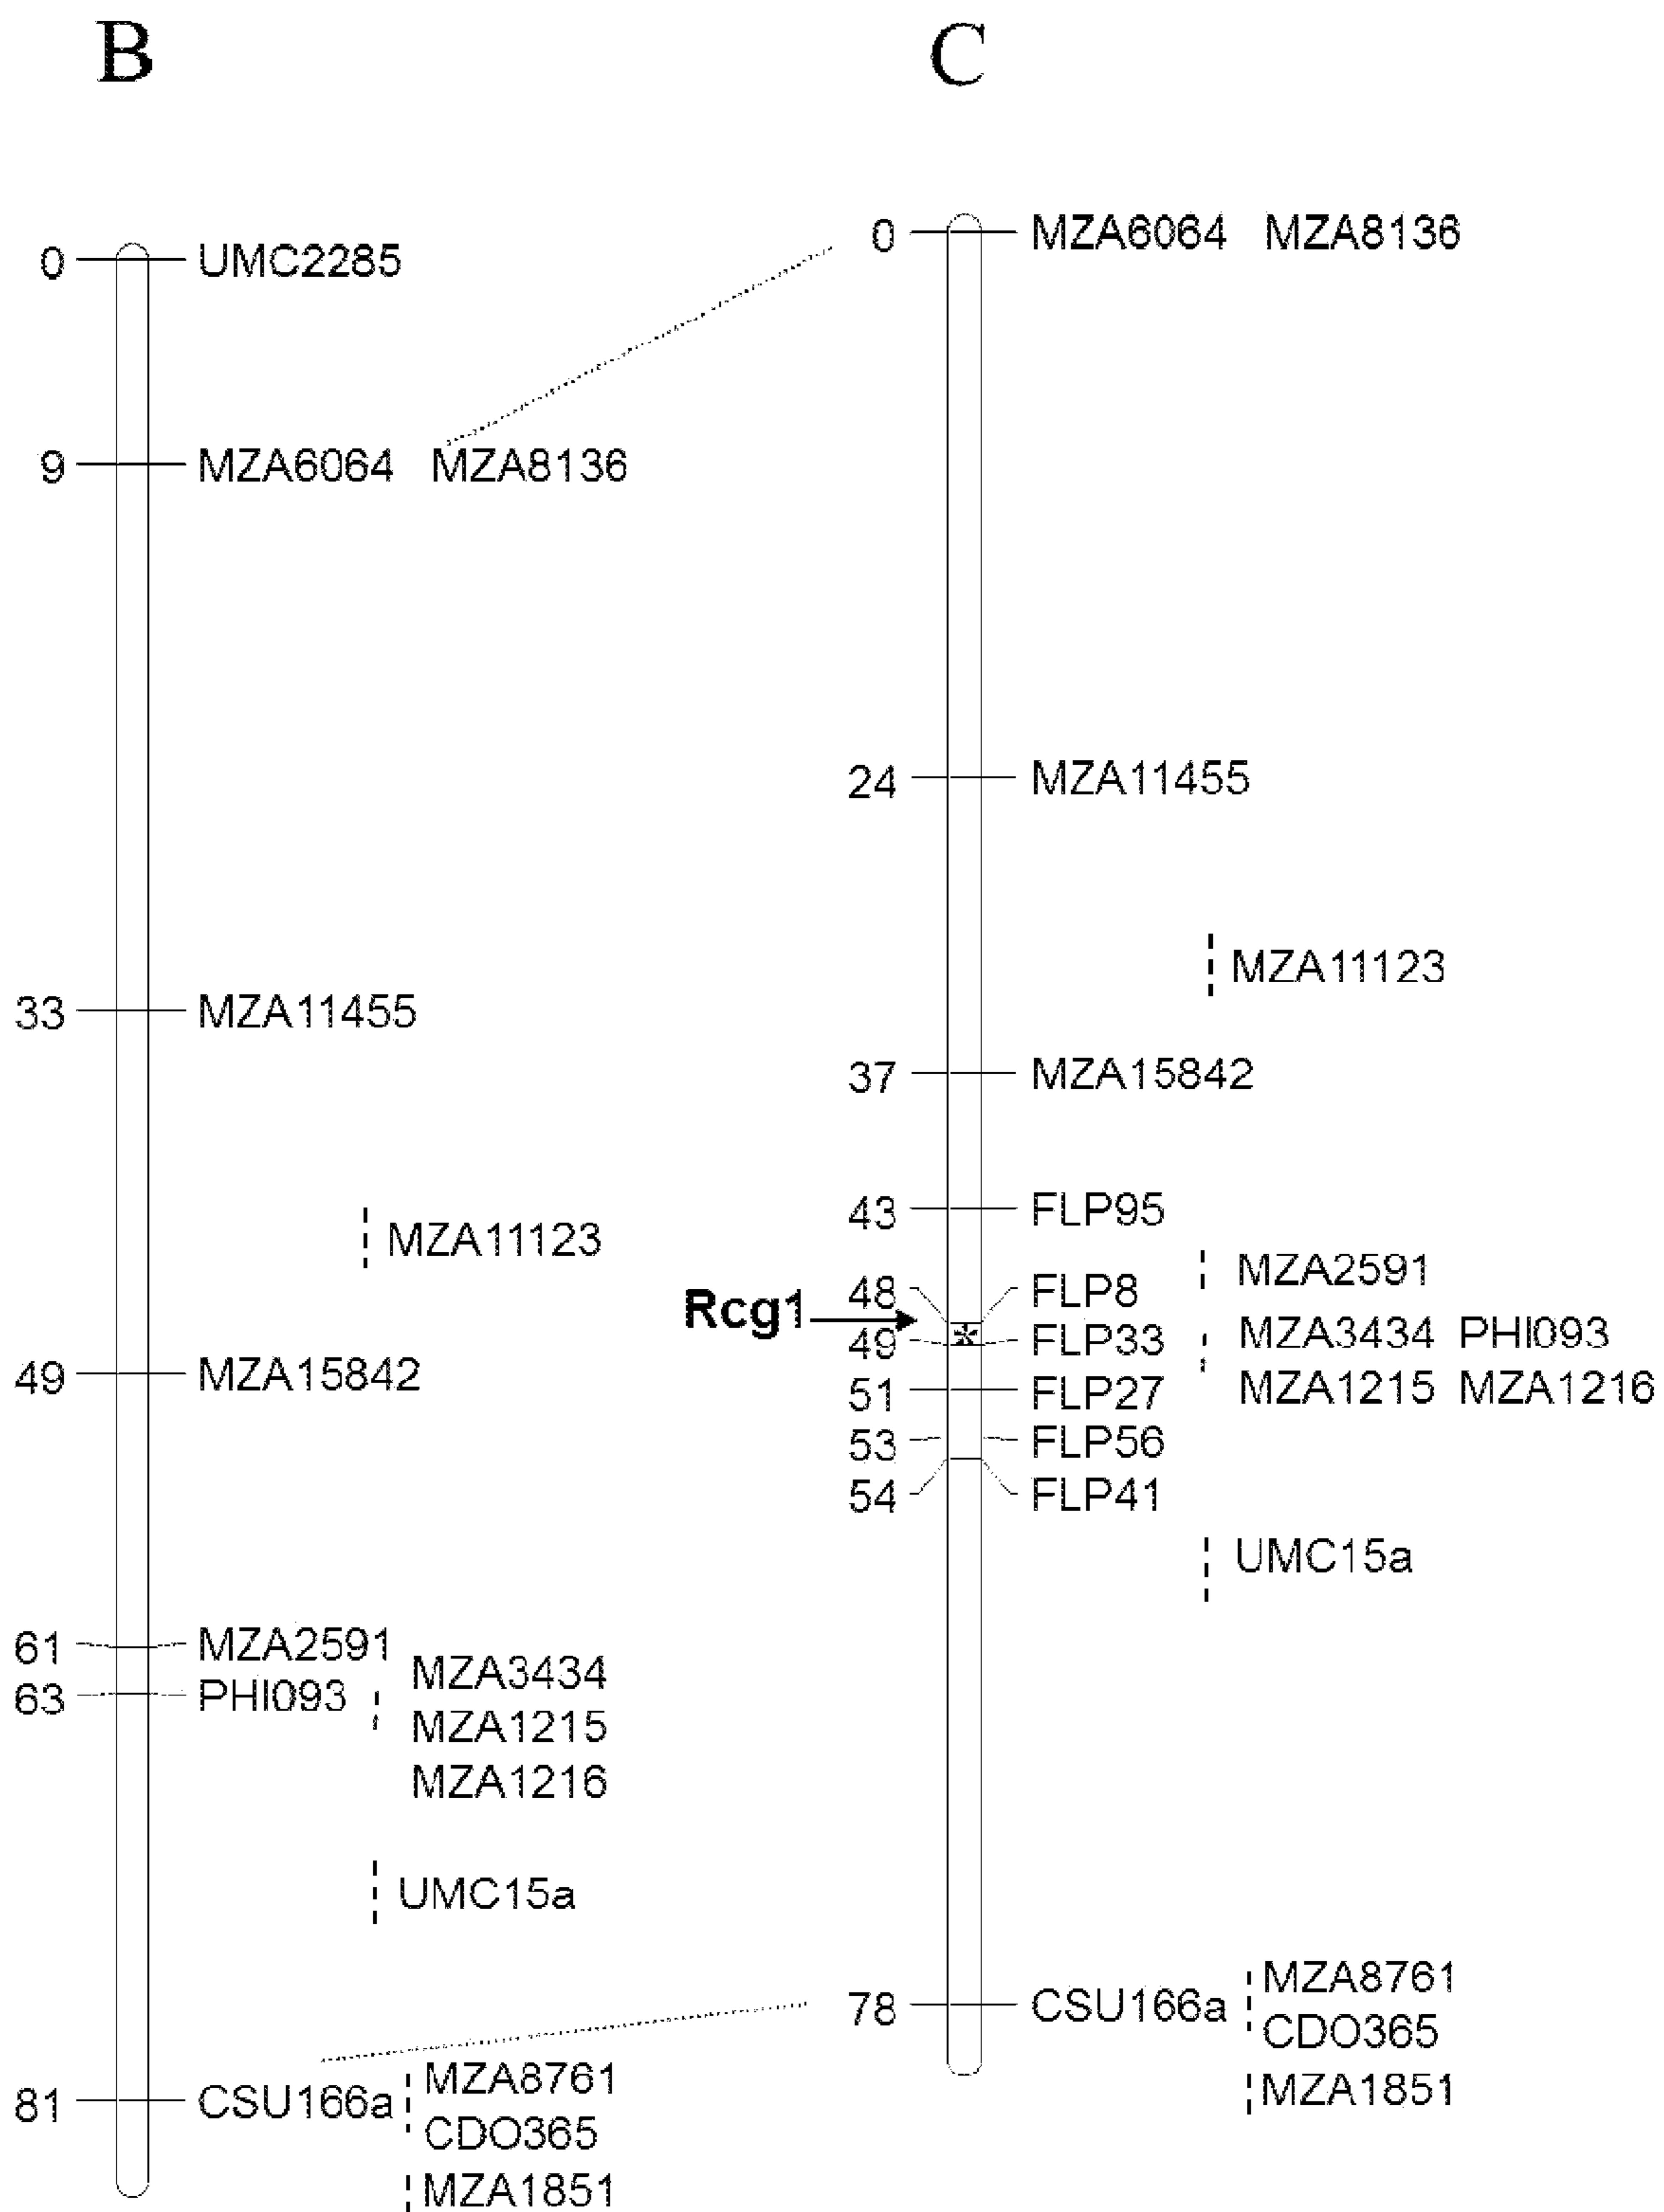 B
0 UMC2285
9 MZA6064 MZA8136
33 MZA11455
MZA11123
49 MZA15842
61 MZA2591
63 PHI093
MZA3434
MZA1215
MZA1216
UMC15a
81 CSU166a
MZA8761
CDO365
MZA1851
C
0 MZA6064 MZA8136
24 MZA11455
MZA11123
37 MZA15842
43 FLP95
48 FLP8
Rcg1
*
49 FLP33
51 FLP27
53 FLP56
54 FLP41
MZA2591
MZA3434 PHI093
MZA1215 MZA1216
UMC15a
78 CSU166a
MZA8761
CDO365
MZA1851